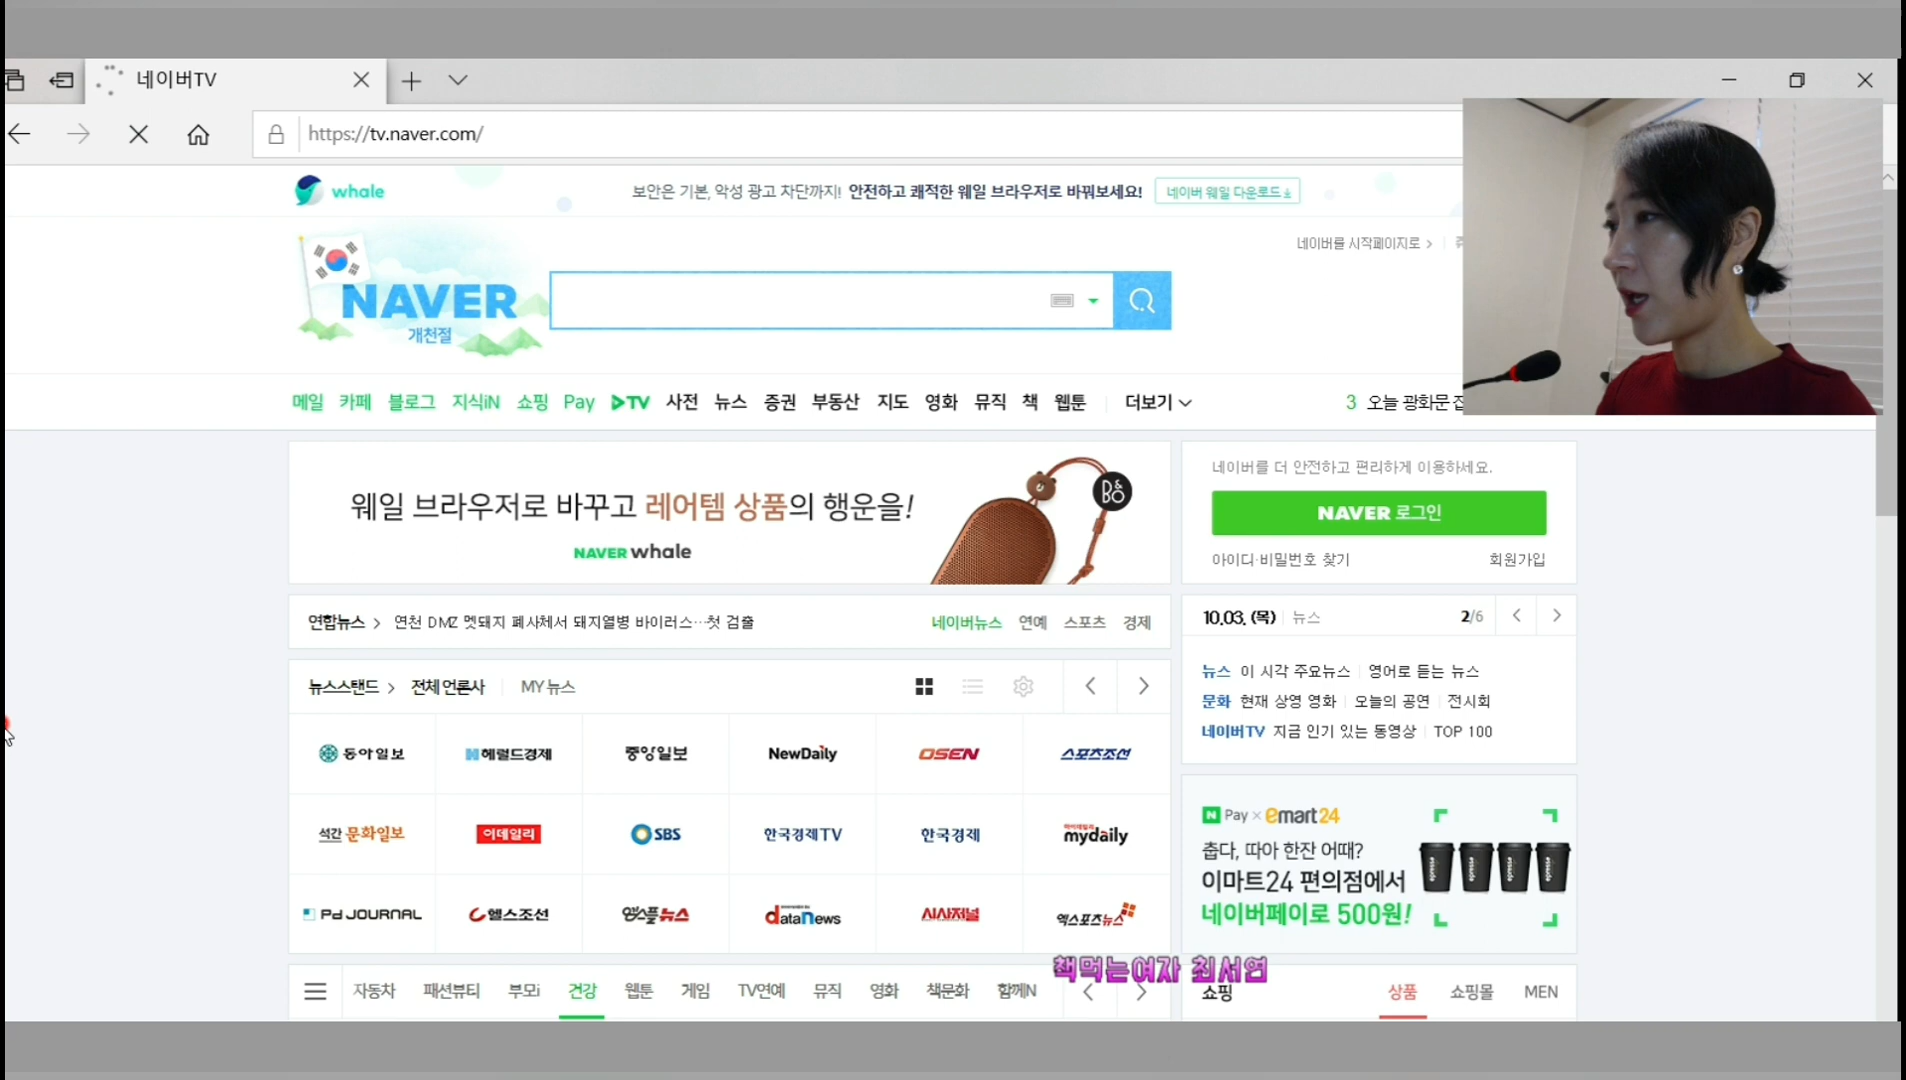 네이버TV
https://tv.naver.com/
whale
보안은 기본, 악성 광고 차단까지! 안전하고 쾌적한 웨일 브라우저로 바꿔보세요! 네이버 웨일 다운로드
네이버를 시작페이지로
NAVER
개천절
메일 카페 블로그 지식iN 쇼핑 Pay TV 사전 뉴스 증권 부동산 지도 영화 뮤직 책 웹툰 더보기
3 오늘 광화문
웨일 브라우저로 바꾸고 레어템 상품의 행운을!
NAVER whale
B&O
네이버를 더 안전하고 편리하게 이용하세요.
NAVER 로그인
아이디·비밀번호 찾기 회원가입
연합뉴스 > 연천 DMZ 멧돼지 폐사체서 돼지열병 바이러스…첫 검출
네이버뉴스 연예 스포츠 경제
10.03. (목) 뉴스 2/6
뉴스 이 시각 주요뉴스 영어로 듣는 뉴스
문화 현재 상영 영화 오늘의 공연 전시회
네이버TV 지금 인기 있는 동영상 TOP 100
뉴스스탠드 > 전체 언론사 MY 뉴스
동아일보 헤럴드경제 중앙일보 NewDaily OSEN 스포츠조선
석간 문화일보 이데일리 SBS 한국경제TV 한국경제 마이데일리 mydaily
Pd JOURNAL 헬스조선 엠스플뉴스 dataNews 시사저널 엑스포츠뉴스
N Pay × emart24
춥다, 따아 한잔 어때?
이마트24 편의점에서
네이버페이로 500원!
책먹는여자 최서연
자동차 패션뷰티 부모i 건강 웹툰 게임 TV연예 뮤직 영화 책문화 함께N
쇼핑 상품 쇼핑몰 MEN